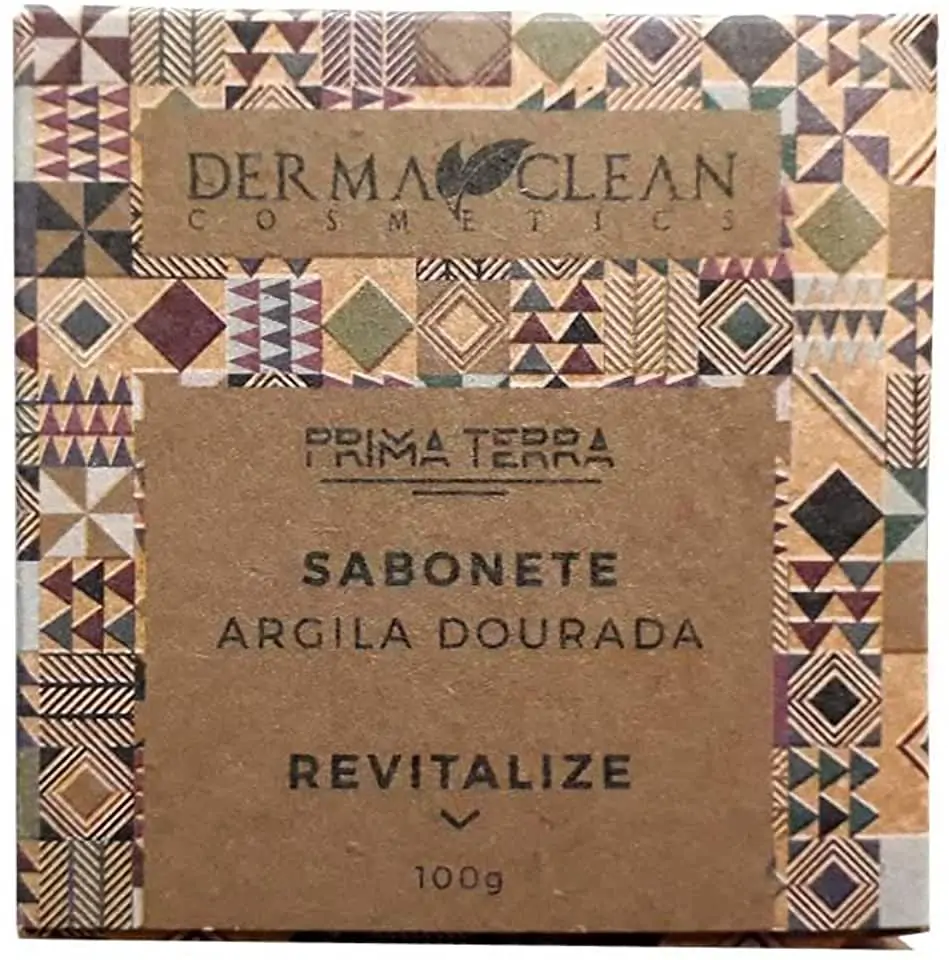 DERMA CLEAN
COSMETICS
PRIMA TERRA
SABONETE
ARGILA DOURADA
REVITALIZE
100g